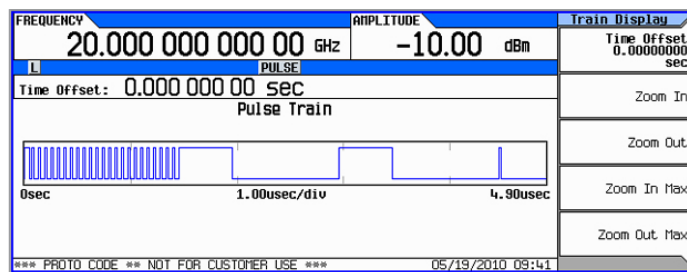 FREQUENCY
20.000 000 000 00 GHz
AMPLITUDE
-10.00 dBm
L
PULSE
Time Offset: 0.000 000 00 sec
Pulse Train
0sec
1.00usec/div
4.90usec
*** PROTO CODE ** NOT FOR CUSTOMER USE ***
05/19/2010 09:41
Train Display
Time Offset
0.00000000
sec
Zoom In
Zoom Out
Zoom In Max
Zoom Out Max